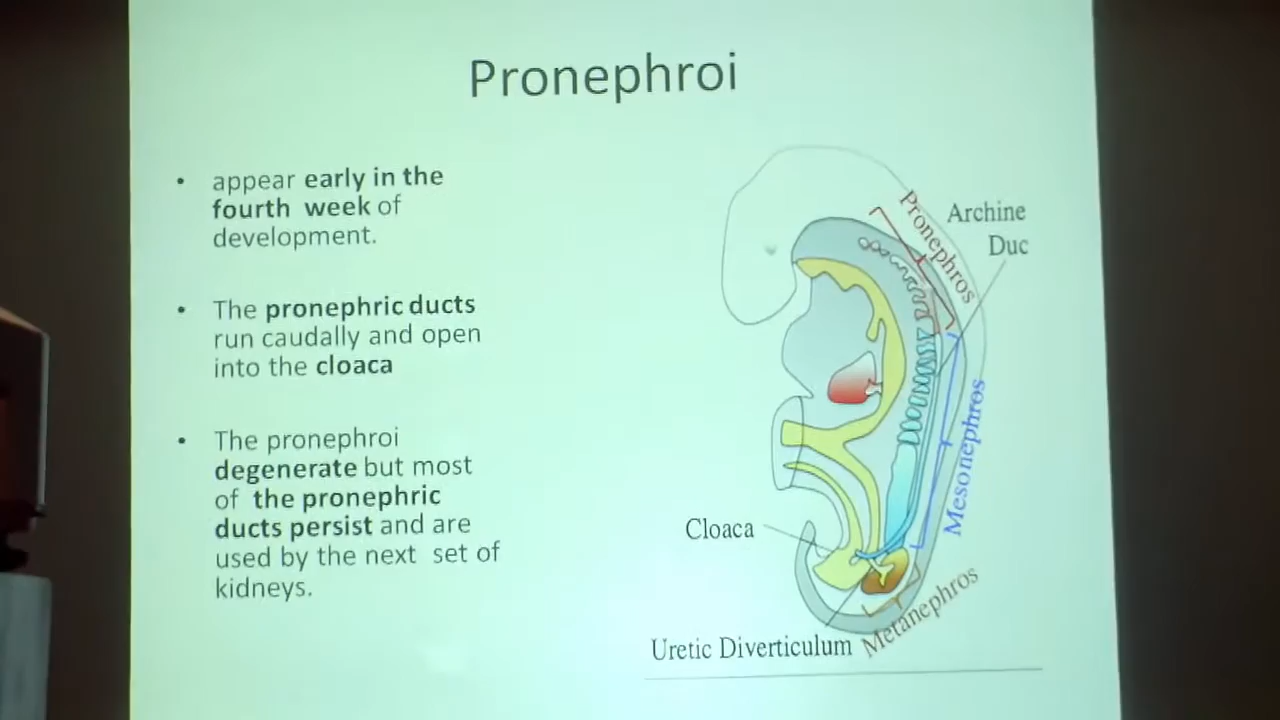 Pronephroi
• appear early in the
fourth week of
development.
• The pronephric ducts
run caudally and open
into the cloaca
• The pronephroi
degenerate but most
of the pronephric
ducts persist and are
used by the next set of
kidneys.
Pronephros
Archine
Duc
Mesonephros
Cloaca
Metanephros
Uretic Diverticulum